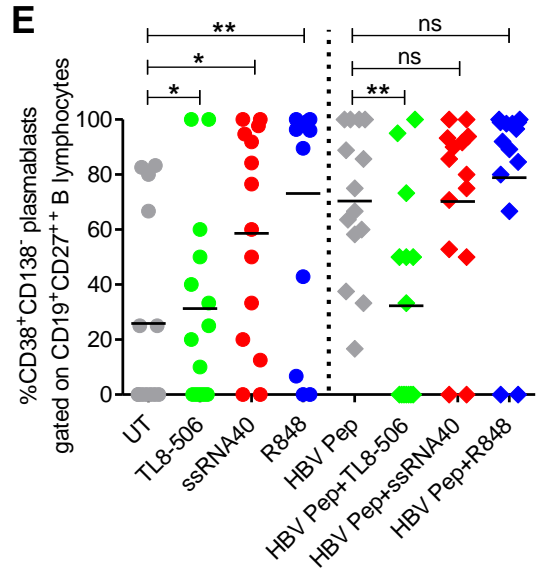 E
** ns
* ns
* **
%CD38⁺CD138⁻ plasmablasts
gated on CD19⁺CD27⁺⁺ B lymphocytes
100
80
60
40
20
0
UT
TL8-506
ssRNA40
R848
HBV Pep
HBV Pep+TL8-506
HBV Pep+ssRNA40
HBV Pep+R848